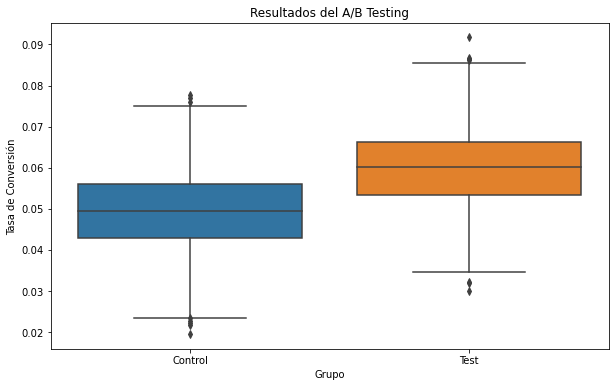 Resultados del A/B Testing
Tasa de Conversión
0.09
0.08
0.07
0.06
0.05
0.04
0.03
0.02
Control
Test
Grupo